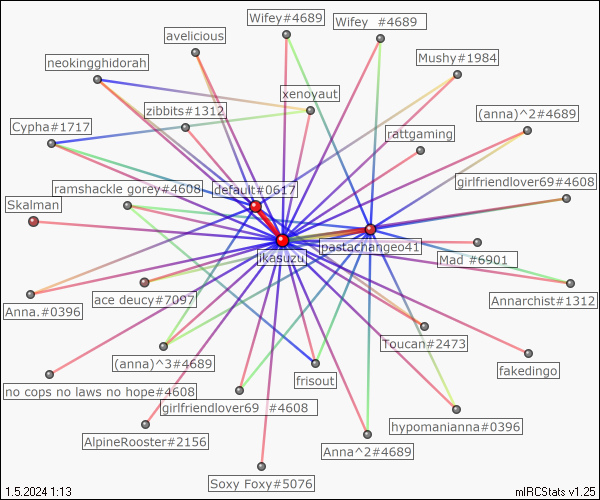 Wifey#4689
Wifey  #4689
avelicious
neokingghidorah
Mushy#1984
xenoyaut
zibbits#1312
(anna)^2#4689
Cypha#1717
rattgaming
girlfriendlover69#4608
ramshackle gorey#4608
default#0617
Skalman
pastachangeo41
ikasuzu
Mad #6901
ace deucy#7097
Annarchist#1312
Anna.#0396
Toucan#2473
(anna)^3#4689
fakedingo
frisout
no cops no laws no hope#4608
girlfriendlover69  #4608
hypomanianna#0396
AlpineRooster#2156
Anna^2#4689
Soxy Foxy#5076
1.5.2024 1:13
mIRCStats v1.25